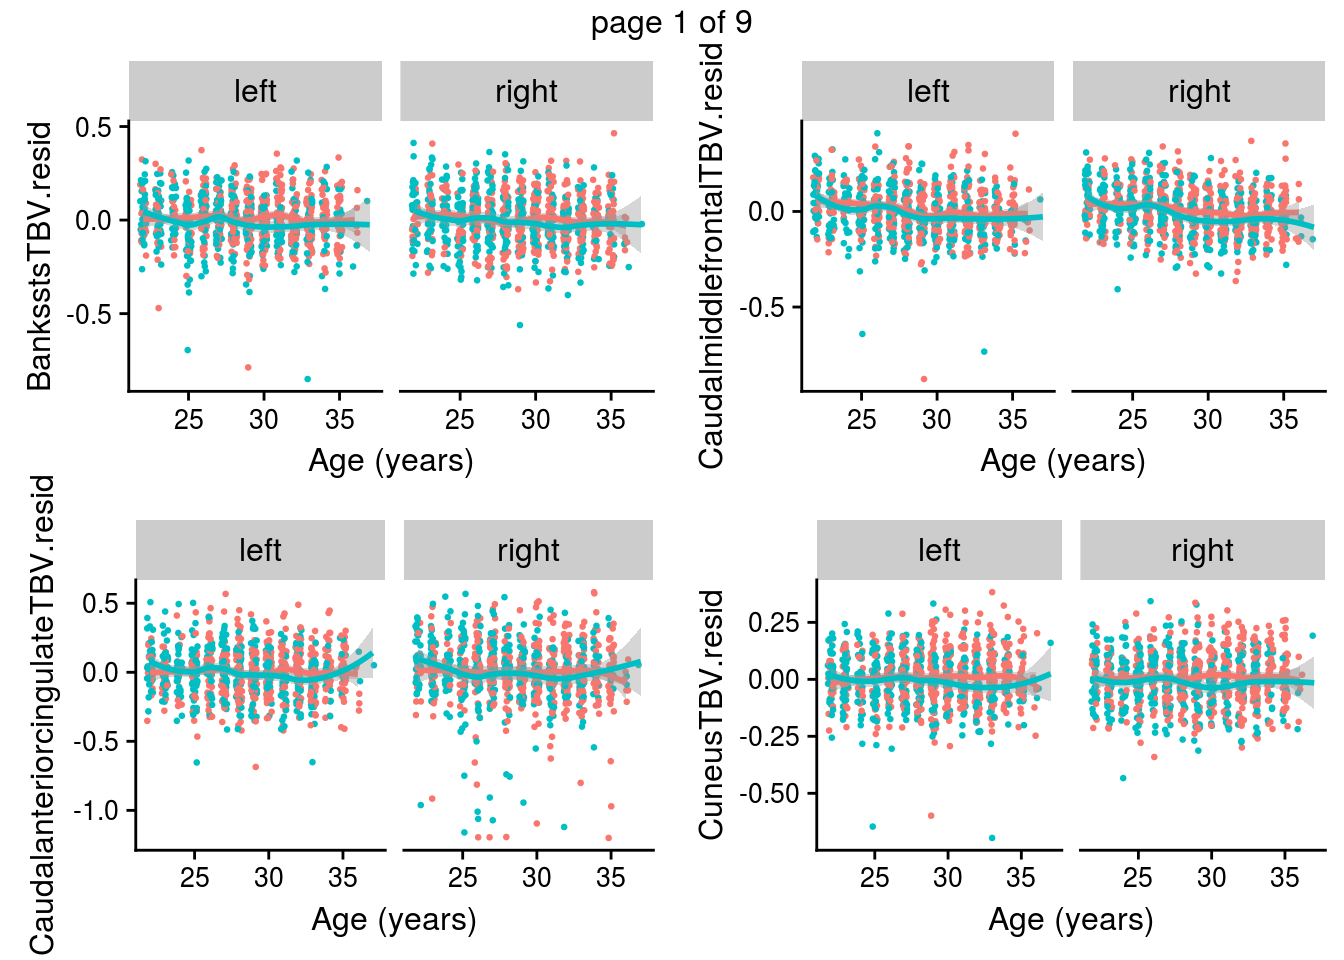 page 1 of 9
BanksstsTBV.resid
left
right
0.5
0.0
-0.5
25
30
35
25
30
35
Age (years)
CaudalmiddlefrontalTBV.resid
left
right
0.0
-0.5
25
30
35
25
30
35
Age (years)
CaudalanteriorcingulateTBV.resid
left
right
0.5
0.0
-0.5
-1.0
25
30
35
25
30
35
Age (years)
CuneusTBV.resid
left
right
0.25
0.00
-0.25
-0.50
25
30
35
25
30
35
Age (years)